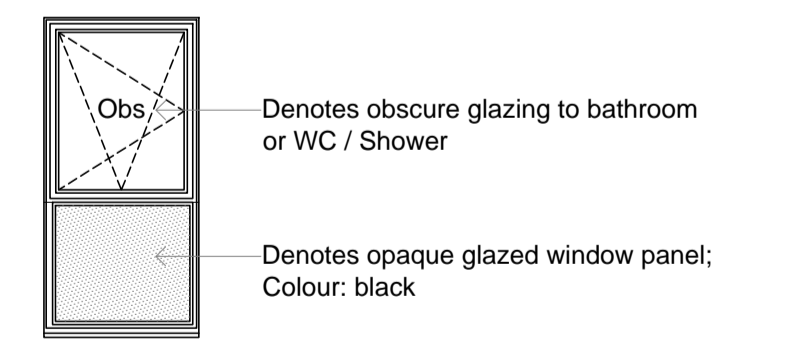 Obs
Denotes obscure glazing to bathroom
or WC / Shower
Denotes opaque glazed window panel;
Colour: black